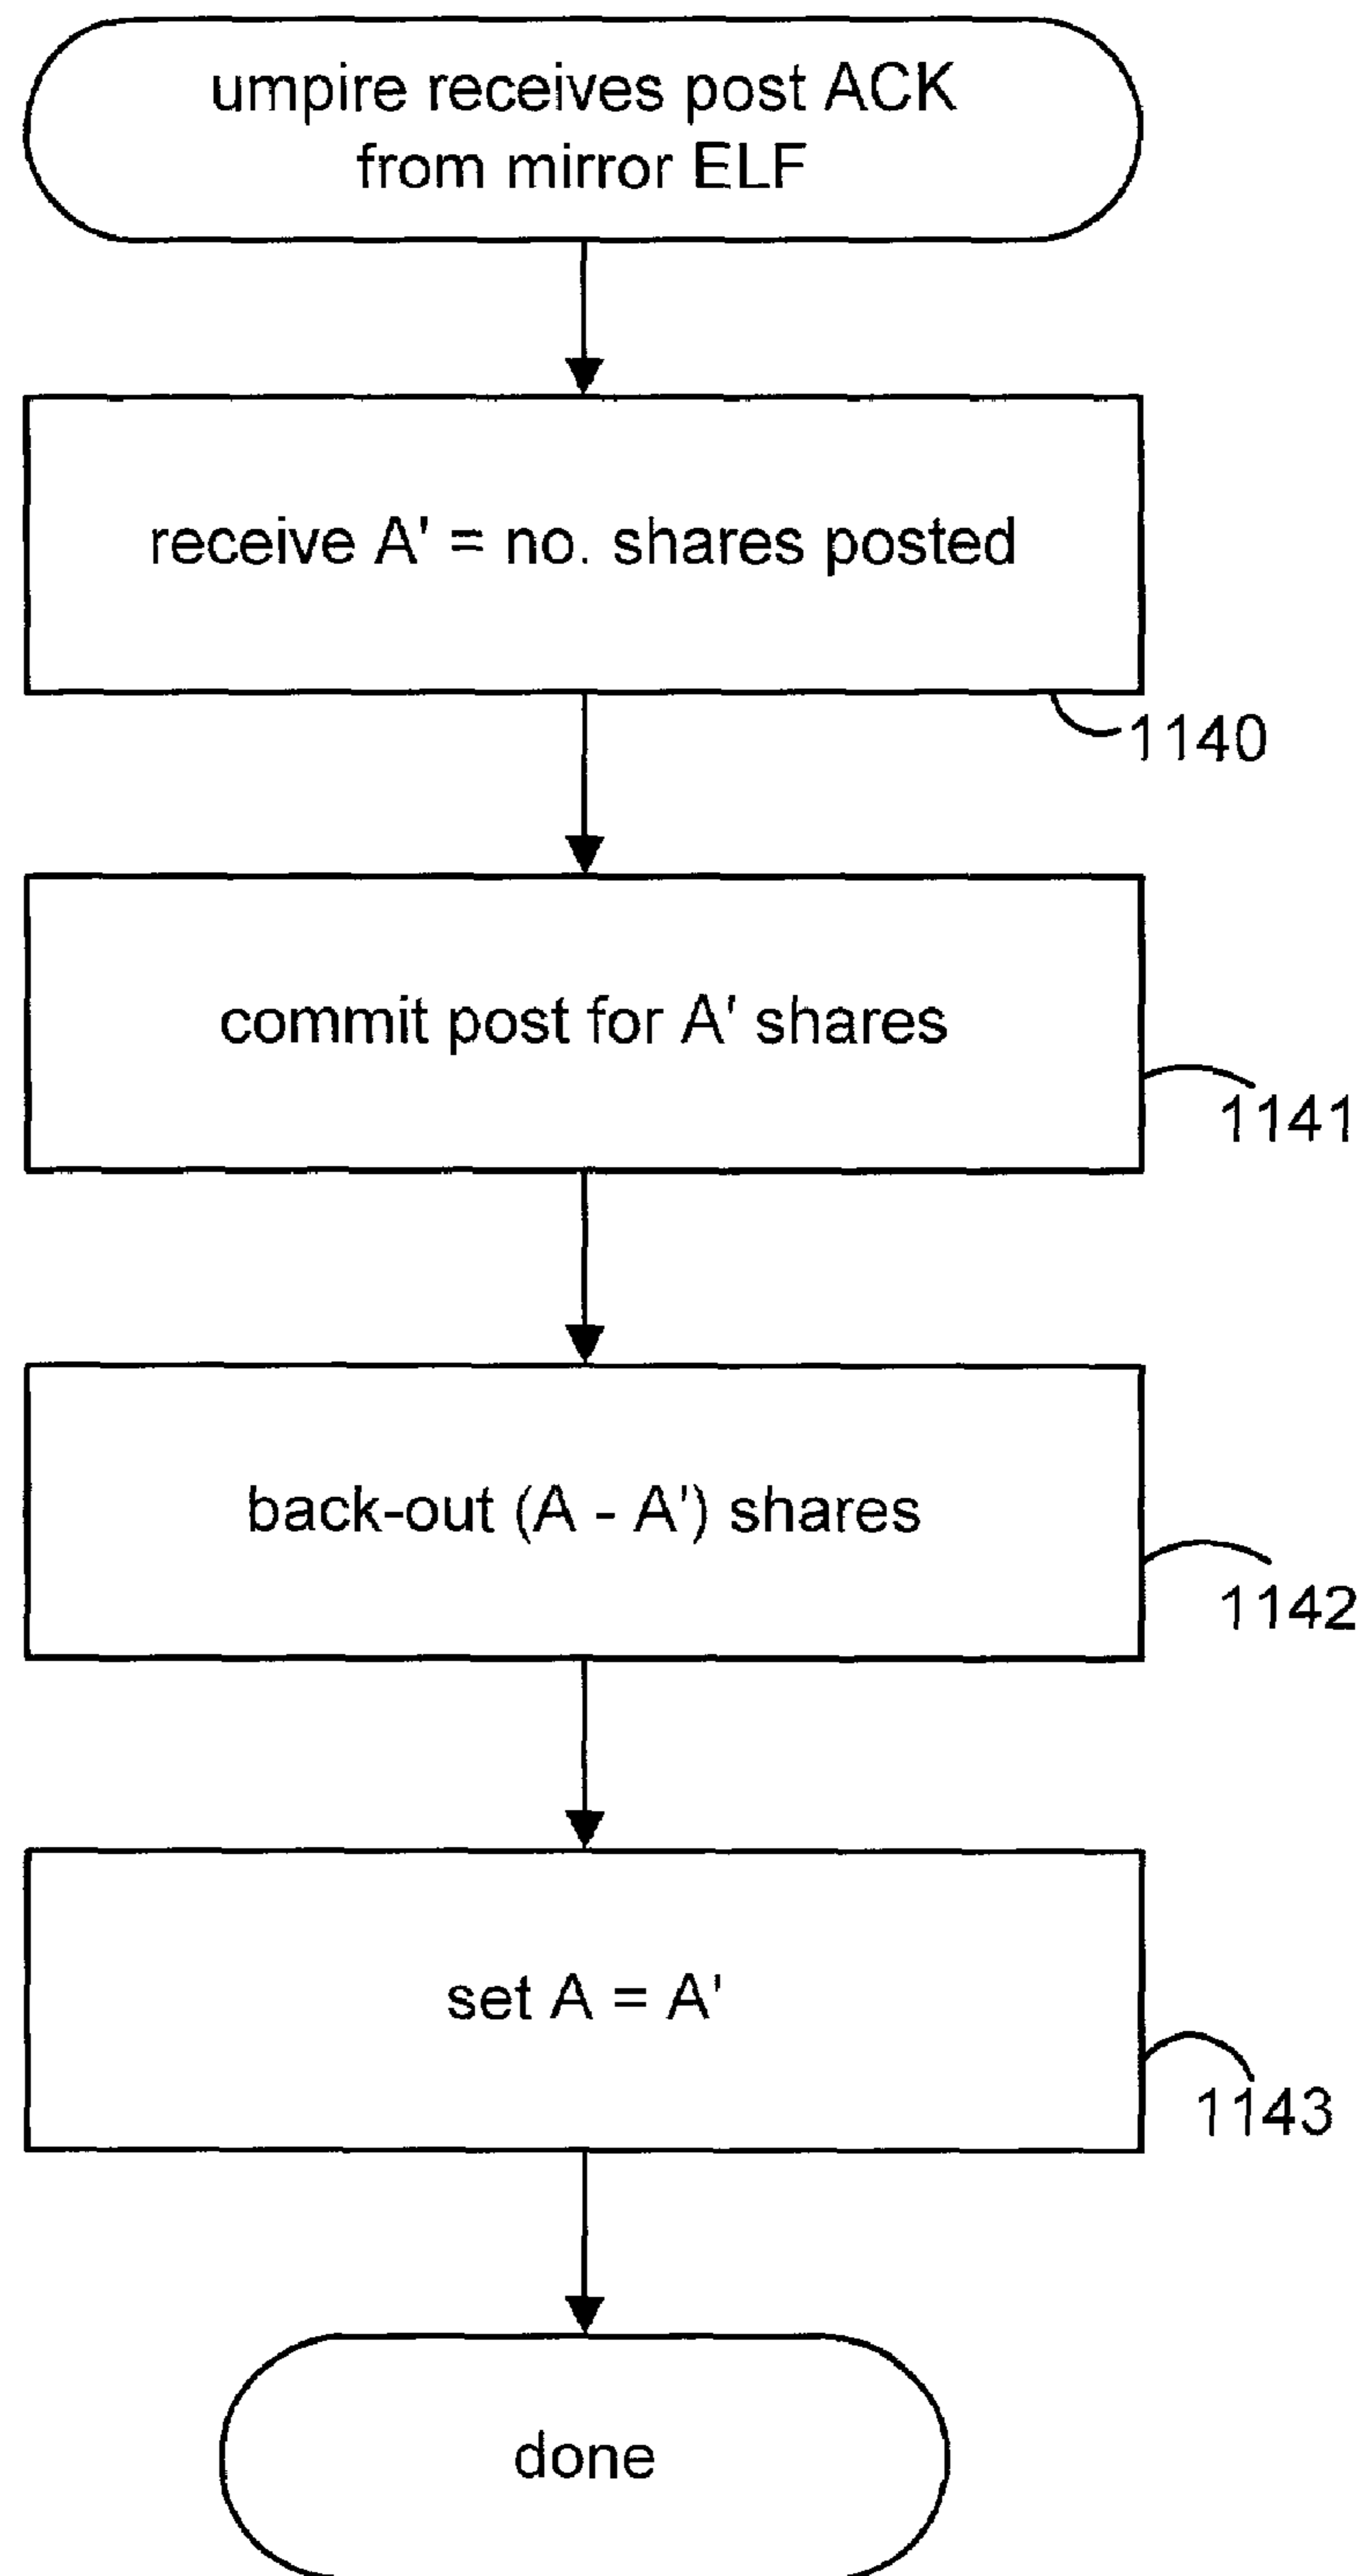 umpire receives post ACK
from mirror ELF
receive A' = no. shares posted
1140
commit post for A' shares
1141
back-out (A - A') shares
1142
set A = A'
1143
done